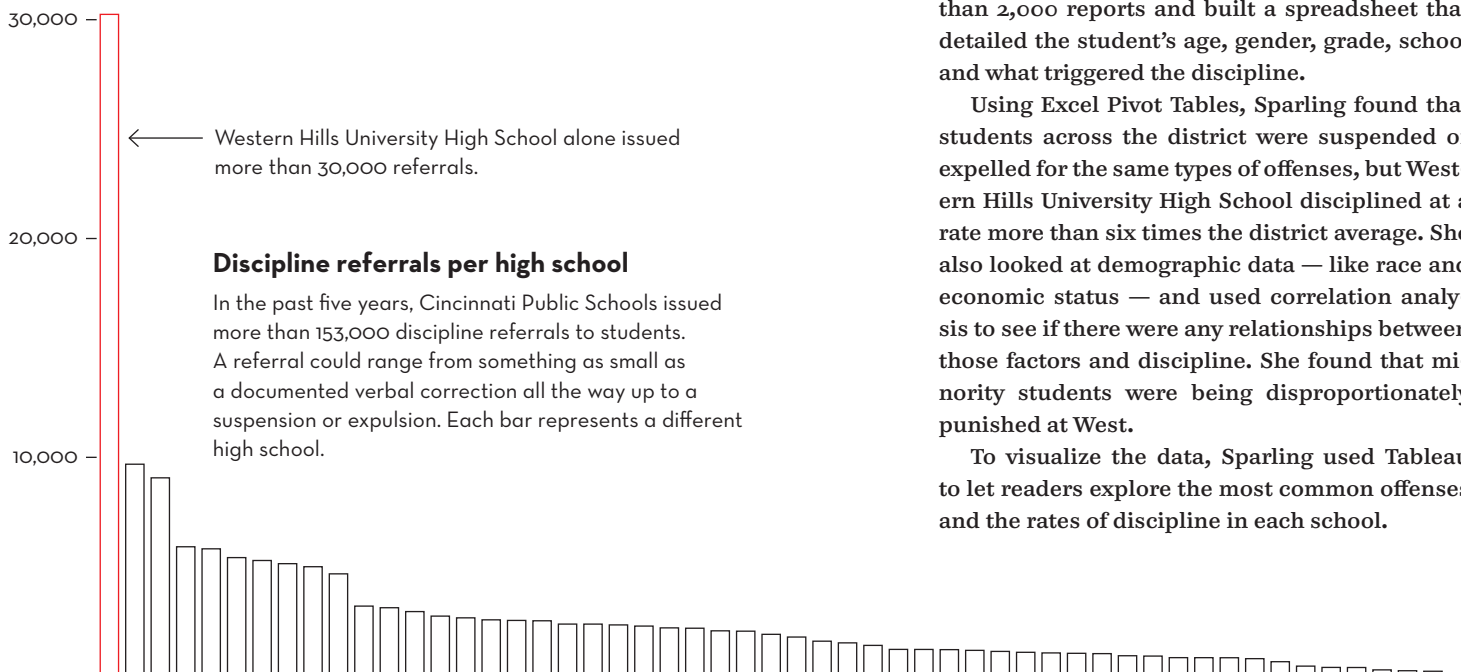 30,000
Western Hills University High School alone issued
more than 30,000 referrals.
20,000
Discipline referrals per high school
In the past five years, Cincinnati Public Schools issued
more than 153,000 discipline referrals to students.
A referral could range from something as small as
a documented verbal correction all the way up to a
suspension or expulsion. Each bar represents a different
high school.
10,000
than 2,000 reports and built a spreadsheet tha
detailed the student's age, gender, grade, schoo
and what triggered the discipline.
Using Excel Pivot Tables, Sparling found tha
students across the district were suspended o
expelled for the same types of offenses, but West-
ern Hills University High School disciplined at a
rate more than six times the district average. She
also looked at demographic data — like race and
economic status — and used correlation analy-
sis to see if there were any relationships between
those factors and discipline. She found that mi-
nority students were being disproportionately
punished at West.
To visualize the data, Sparling used Tableau
to let readers explore the most common offenses
and the rates of discipline in each school.